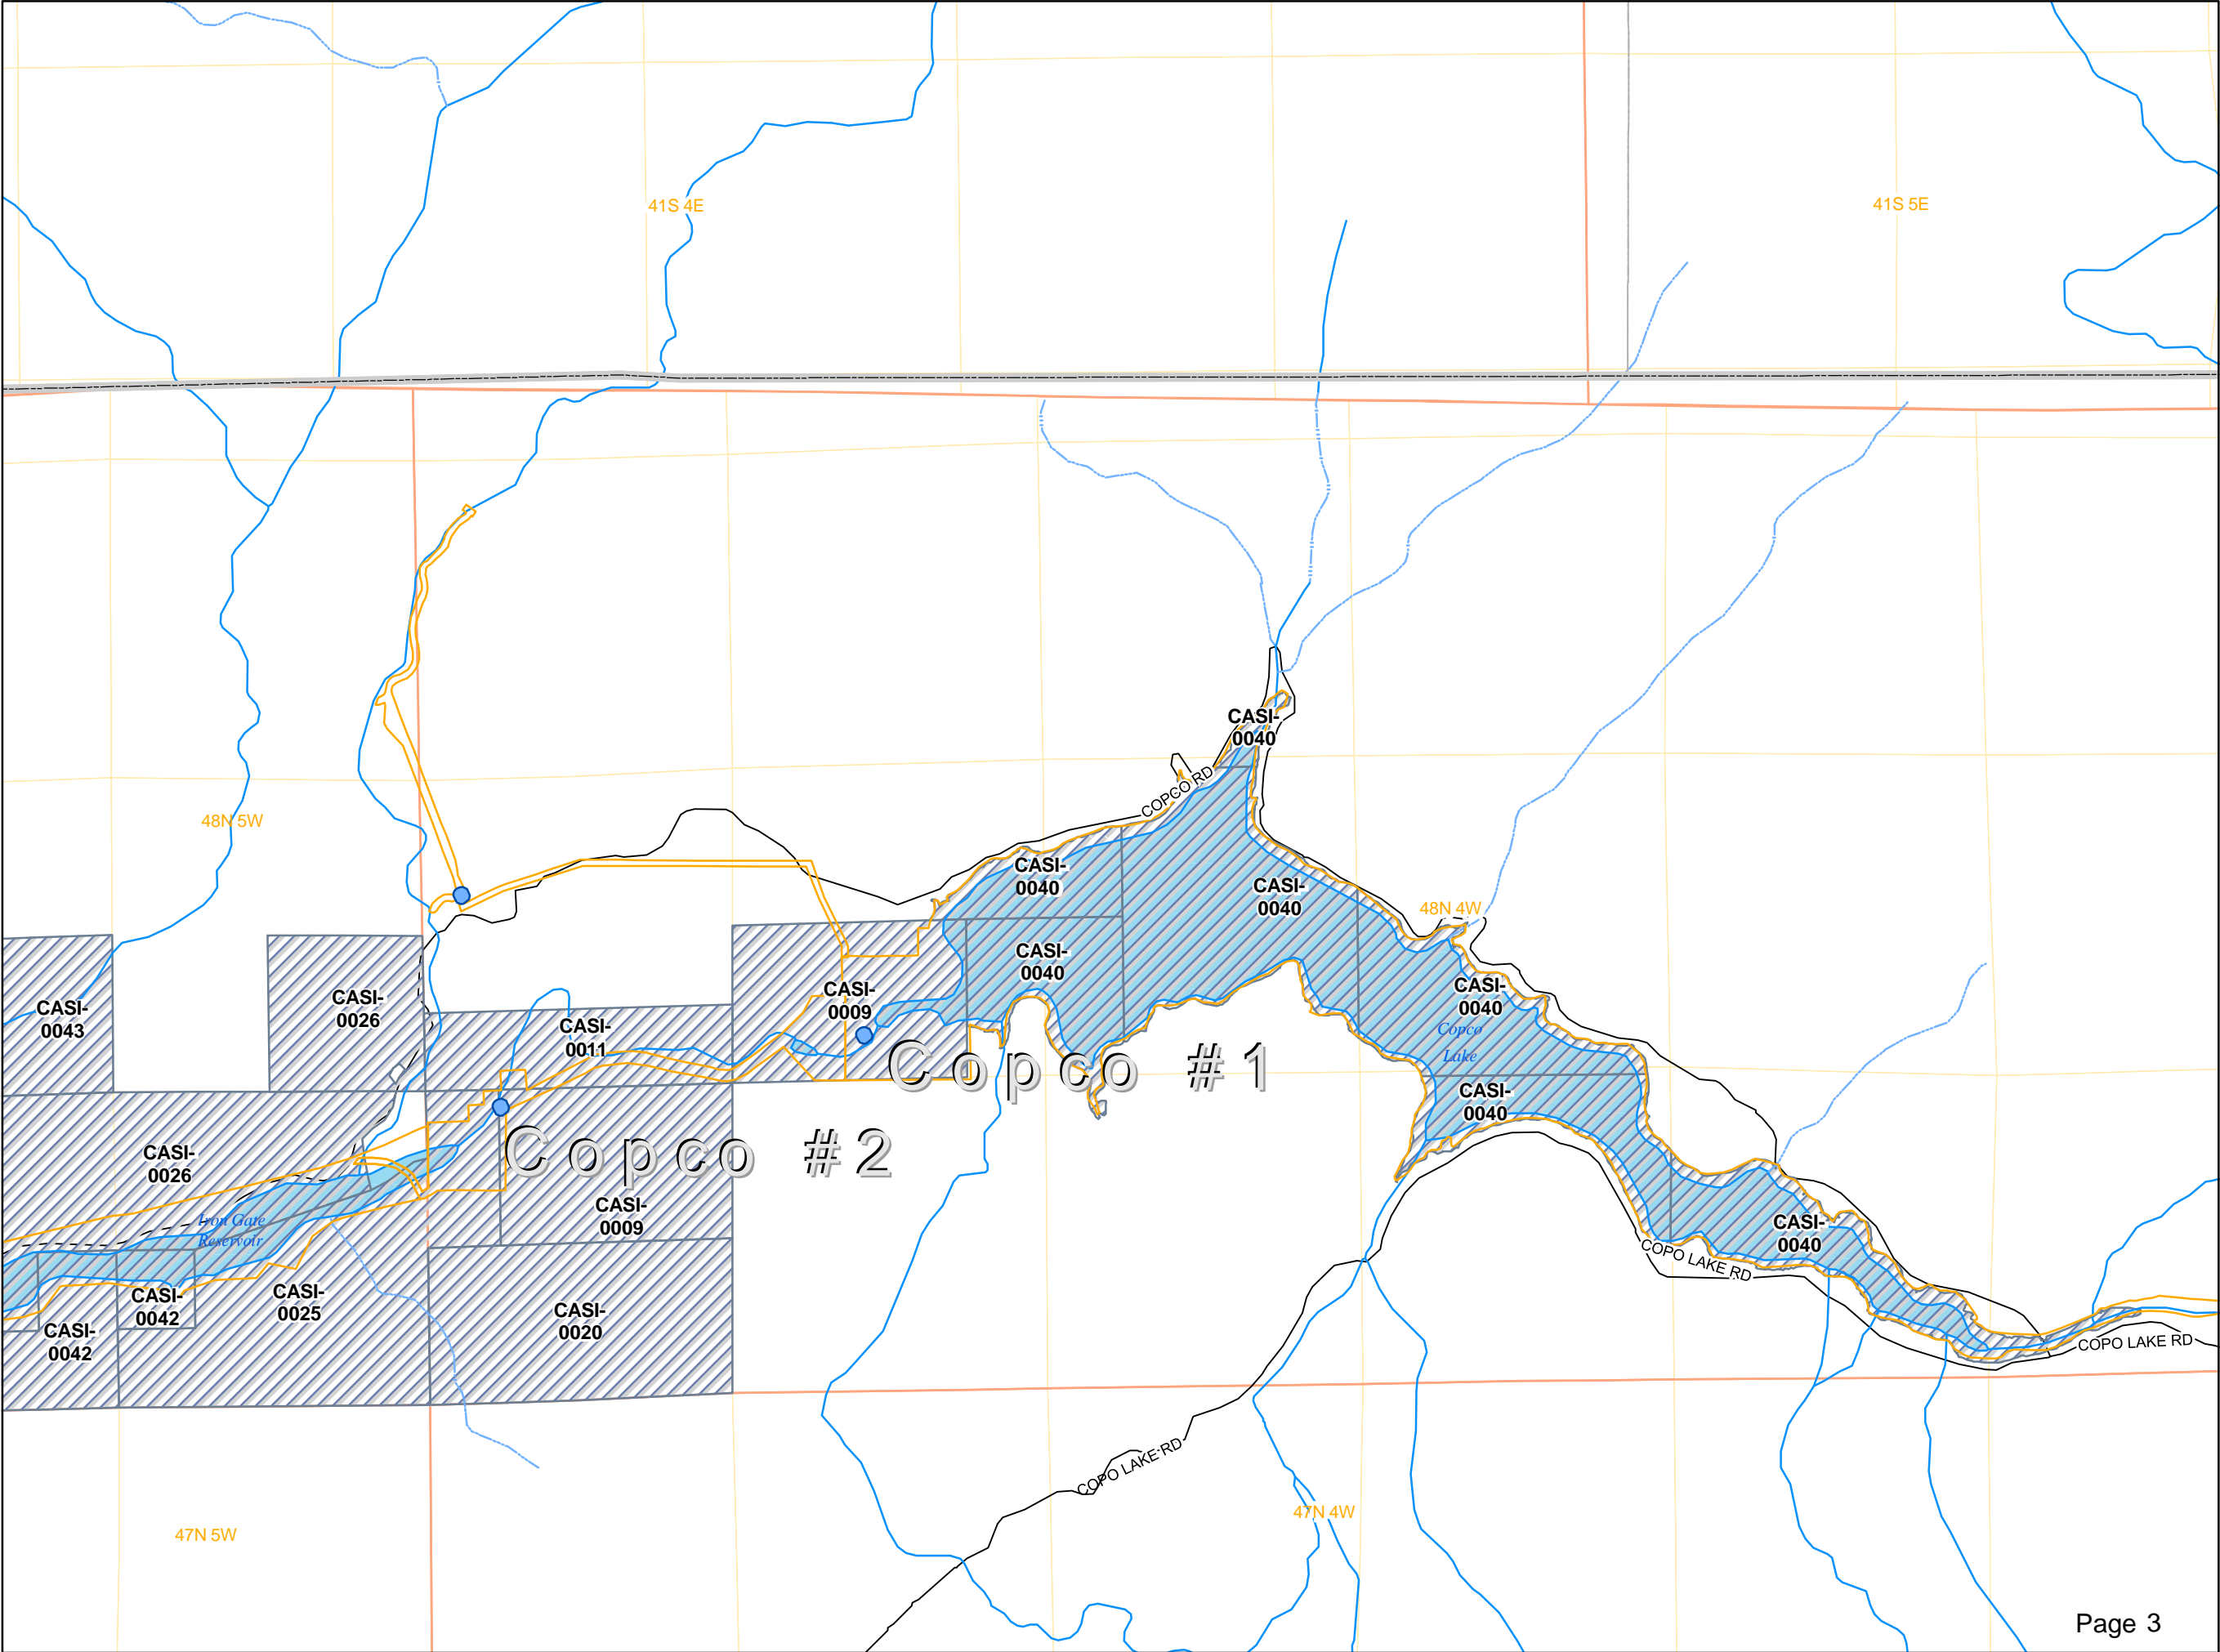 41S 4E
41S 5E
48N 5W
CASI-
0040
COPCO RD
CASI-
0040
CASI-
0040
48N 4W
CASI-
0040
CASI-
0040
Copco
Lake
CASI-
0040
CASI-
0043
CASI-
0026
CASI-
0011
CASI-
0009
Copco #1
Copco #2
CASI-
0026
CASI-
0009
Iron Gate
Reservoir
CASI-
0042
CASI-
0042
CASI-
0025
CASI-
0020
CASI-
0040
COPO LAKE RD
COPO LAKE RD
COPO LAKE RD
47N 4W
47N 5W
Page 3